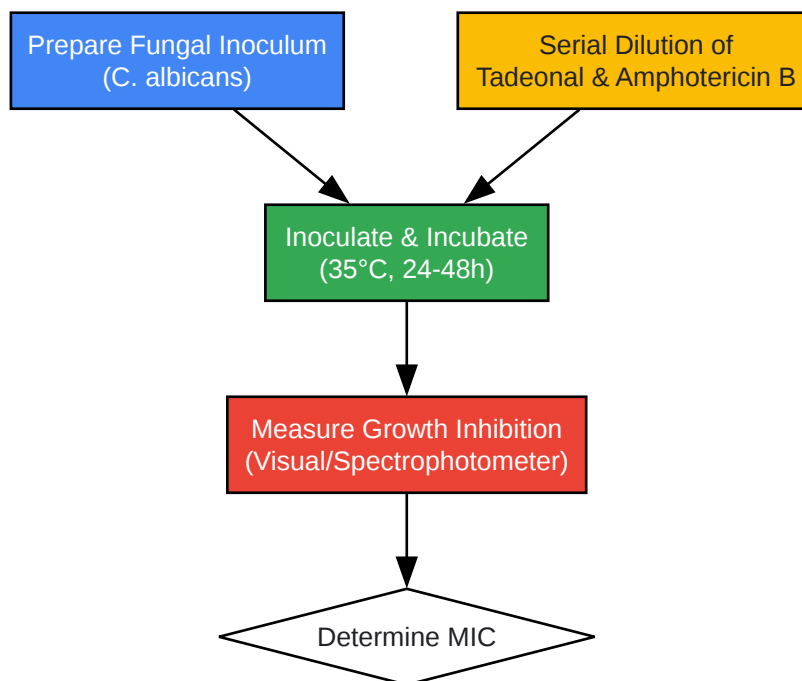 Prepare Fungal Inoculum
(C. albicans)
Serial Dilution of
Tadeonal & Amphotericin B
Inoculate & Incubate
(35°C, 24-48h)
Measure Growth Inhibition
(Visual/Spectrophotometer)
Determine MIC